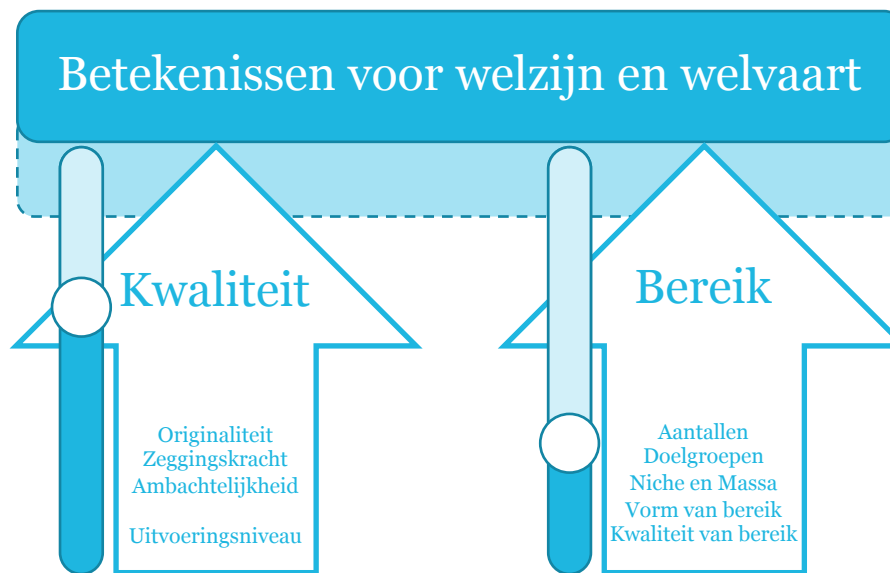 Betekenissen voor welzijn en welvaart
Kwaliteit
Originaliteit
Zeggingskracht
Ambachtelijkheid
Uitvoeringsniveau
Bereik
Aantallen
Doelgroepen
Niche en Massa
Vorm van bereik
Kwaliteit van bereik